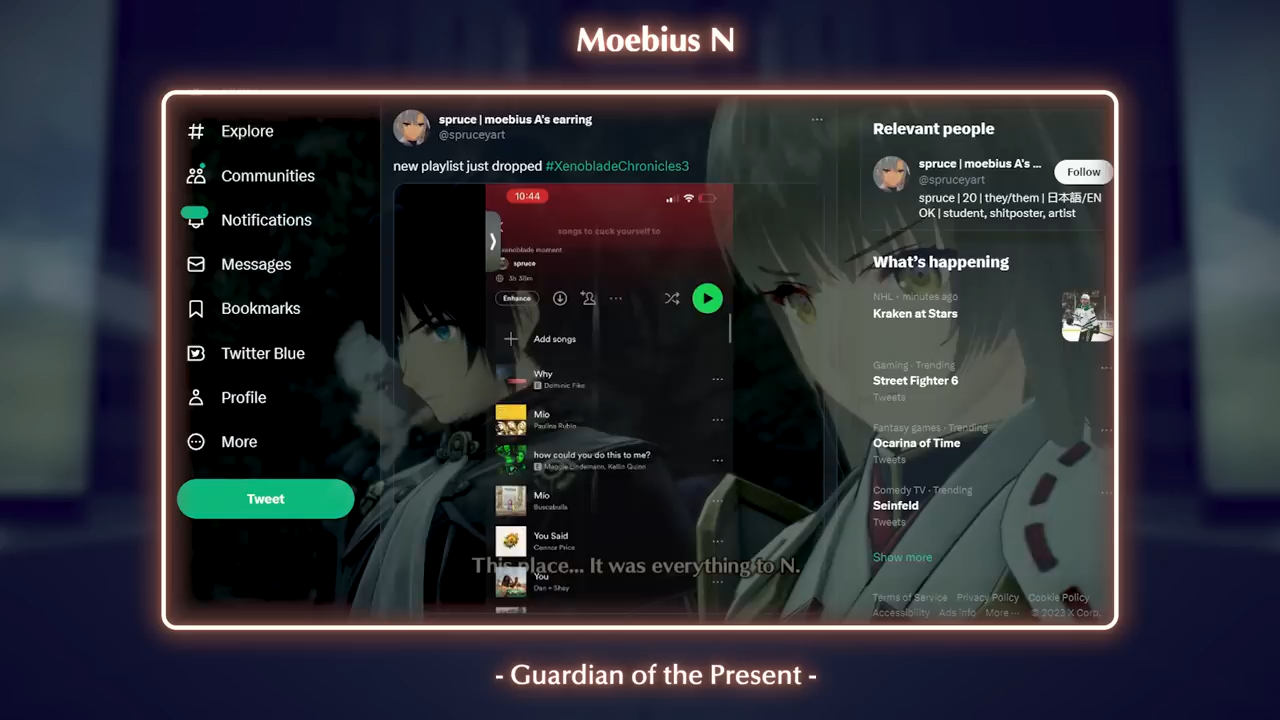 Moebius N
Explore
Communities
Notifications
Messages
Bookmarks
Twitter Blue
Profile
More
Tweet
spruce | moebius A's earring
@spruceyart
new playlist just dropped #XenobladeChronicles3
10:44
songs to cuck yourself to
xenoblade moment
spruce
3h 38m
Enhance
Add songs
Why
E Dominic Fike
Mio
Paulina Rubio
how could you do this to me?
E Maggie Lindemann, Kellin Quinn
Mío
Buscabulla
You Said
Connor Price
You
Dan + Shay
This place... It was everything to N.
Relevant people
spruce | moebius A's ...
@spruceyart
Follow
spruce | 20 | they/them | 日本語/EN
OK | student, shitposter, artist
What's happening
NHL · minutes ago
Kraken at Stars
Gaming · Trending
Street Fighter 6
Tweets
Fantasy games · Trending
Ocarina of Time
Tweets
Comedy TV · Trending
Seinfeld
Tweets
Show more
Terms of Service Privacy Policy Cookie Policy
Accessibility Ads info More ··· © 2023 X Corp.
- Guardian of the Present -